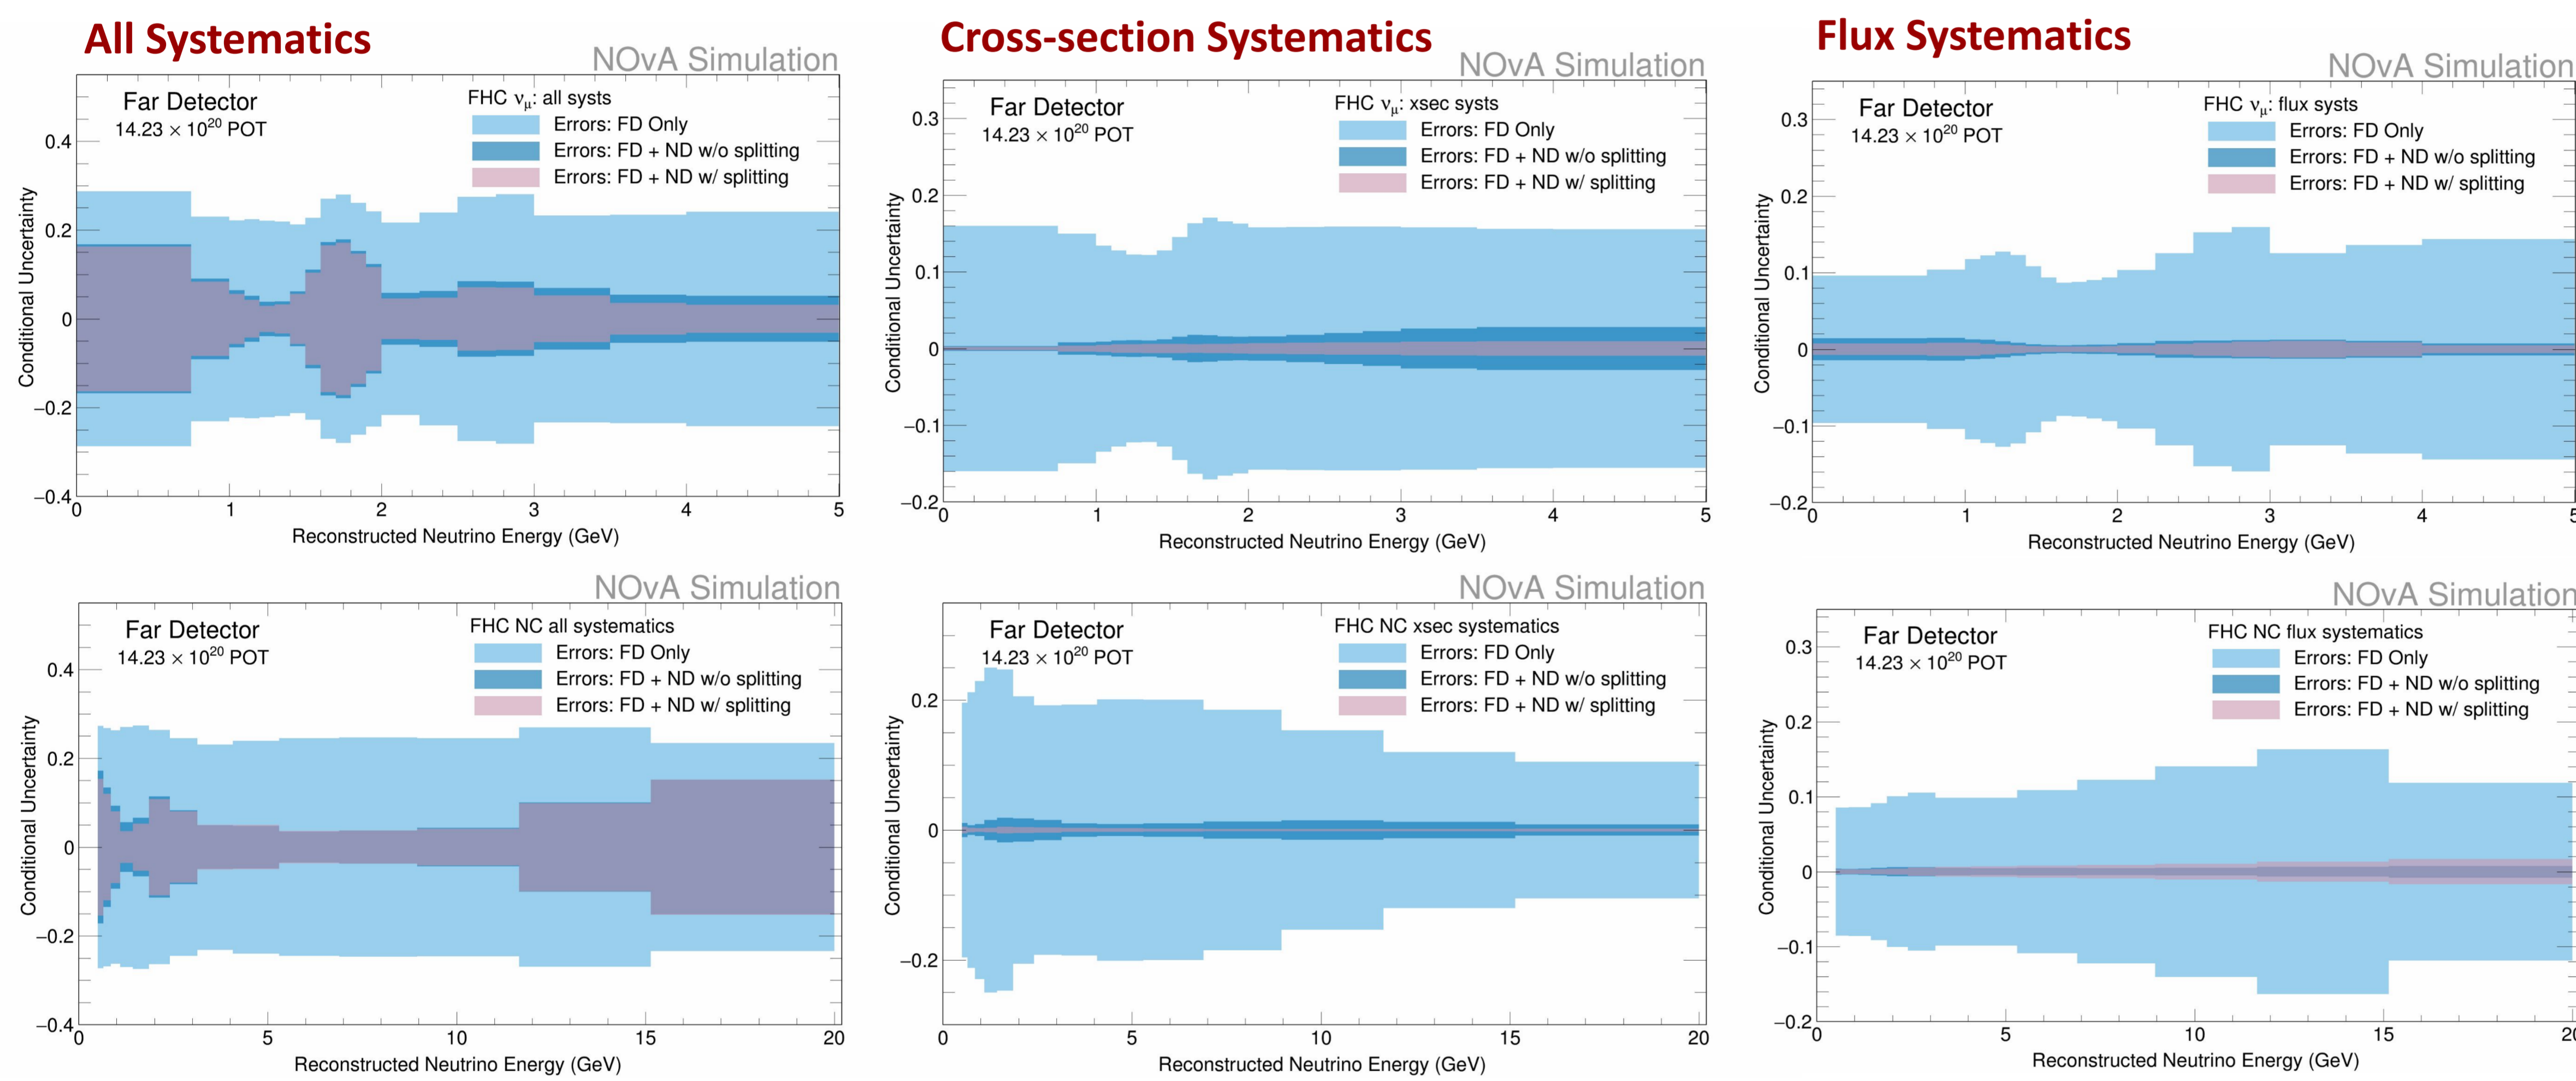 All Systematics
NOvA Simulation
Far Detector
14.23 × 10²⁰ POT
FHC νμ: all systs
Errors: FD Only
Errors: FD + ND w/o splitting
Errors: FD + ND w/ splitting
Conditional Uncertainty
0.4
0.2
0
−0.2
−0.4
0 1 2 3 4 5
Reconstructed Neutrino Energy (GeV)
Cross-section Systematics
NOvA Simulation
Far Detector
14.23 × 10²⁰ POT
FHC νμ: xsec systs
Errors: FD Only
Errors: FD + ND w/o splitting
Errors: FD + ND w/ splitting
Conditional Uncertainty
0.3
0.2
0.1
0
−0.1
−0.2
0 1 2 3 4 5
Reconstructed Neutrino Energy (GeV)
Flux Systematics
NOvA Simulation
Far Detector
14.23 × 10²⁰ POT
FHC νμ: flux systs
Errors: FD Only
Errors: FD + ND w/o splitting
Errors: FD + ND w/ splitting
Conditional Uncertainty
0.3
0.2
0.1
0
−0.1
−0.2
0 1 2 3 4 5
Reconstructed Neutrino Energy (GeV)
NOvA Simulation
Far Detector
14.23 × 10²⁰ POT
FHC NC all systematics
Errors: FD Only
Errors: FD + ND w/o splitting
Errors: FD + ND w/ splitting
Conditional Uncertainty
0.4
0.2
0
−0.2
−0.4
0 5 10 15 20
Reconstructed Neutrino Energy (GeV)
NOvA Simulation
Far Detector
14.23 × 10²⁰ POT
FHC NC xsec systematics
Errors: FD Only
Errors: FD + ND w/o splitting
Errors: FD + ND w/ splitting
Conditional Uncertainty
0.2
0
−0.2
0 5 10 15 20
Reconstructed Neutrino Energy (GeV)
NOvA Simulation
Far Detector
14.23 × 10²⁰ POT
FHC NC flux systematics
Errors: FD Only
Errors: FD + ND w/o splitting
Errors: FD + ND w/ splitting
Conditional Uncertainty
0.3
0.2
0.1
0
−0.1
−0.2
0 5 10 15 20
Reconstructed Neutrino Energy (GeV)